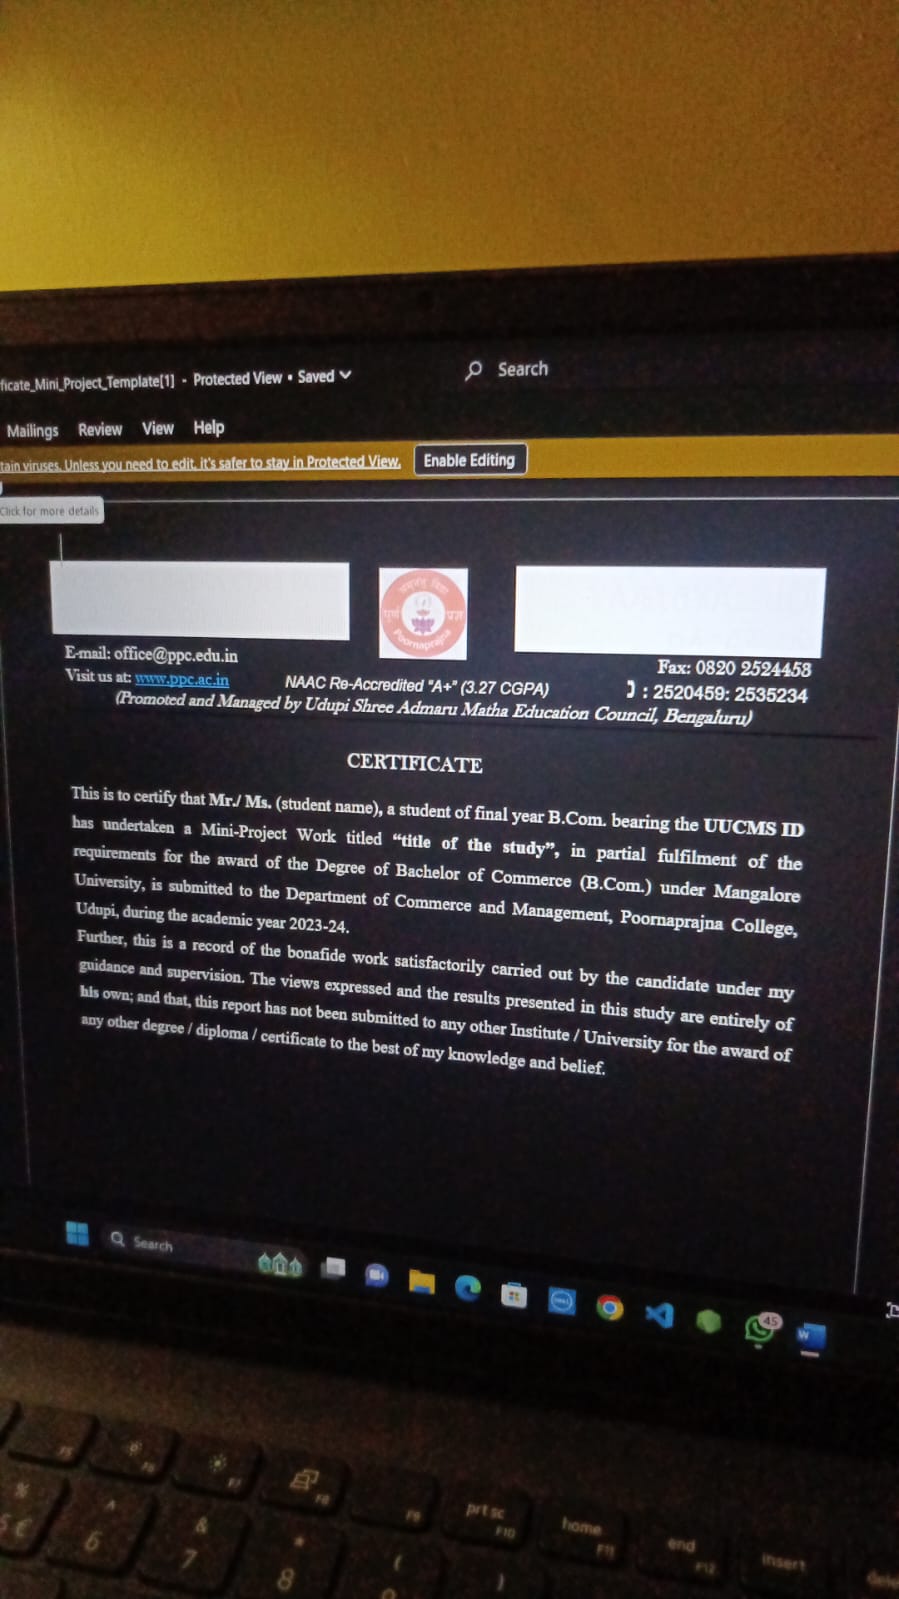 ficate_Mini_Project_Template[1] - Protected View • Saved
Search
Mailings Review View Help
tain viruses. Unless you need to edit, it's safer to stay in Protected View.
Enable Editing
Click for more details
Poornaprajna
E-mail: office@ppc.edu.in
Fax: 0820 2524458
Visit us at: www.ppc.ac.in
NAAC Re-Accredited "A+" (3.27 CGPA)
: 2520459: 2535234
(Promoted and Managed by Udupi Shree Admaru Matha Education Council, Bengaluru)
CERTIFICATE
This is to certify that Mr./ Ms. (student name), a student of final year B.Com. bearing the UUCMS ID
has undertaken a Mini-Project Work titled “title of the study”, in partial fulfilment of the
requirements for the award of the Degree of Bachelor of Commerce (B.Com.) under Mangalore
University, is submitted to the Department of Commerce and Management, Poornaprajna College,
Udupi, during the academic year 2023-24.
Further, this is a record of the bonafide work satisfactorily carried out by the candidate under my
guidance and supervision. The views expressed and the results presented in this study are entirely of
his own; and that, this report has not been submitted to any other Institute / University for the award of
any other degree / diploma / certificate to the best of my knowledge and belief.
Search
45
W
prt sc
F10
home
F11
end
F12
insert
6
&
7
*
8